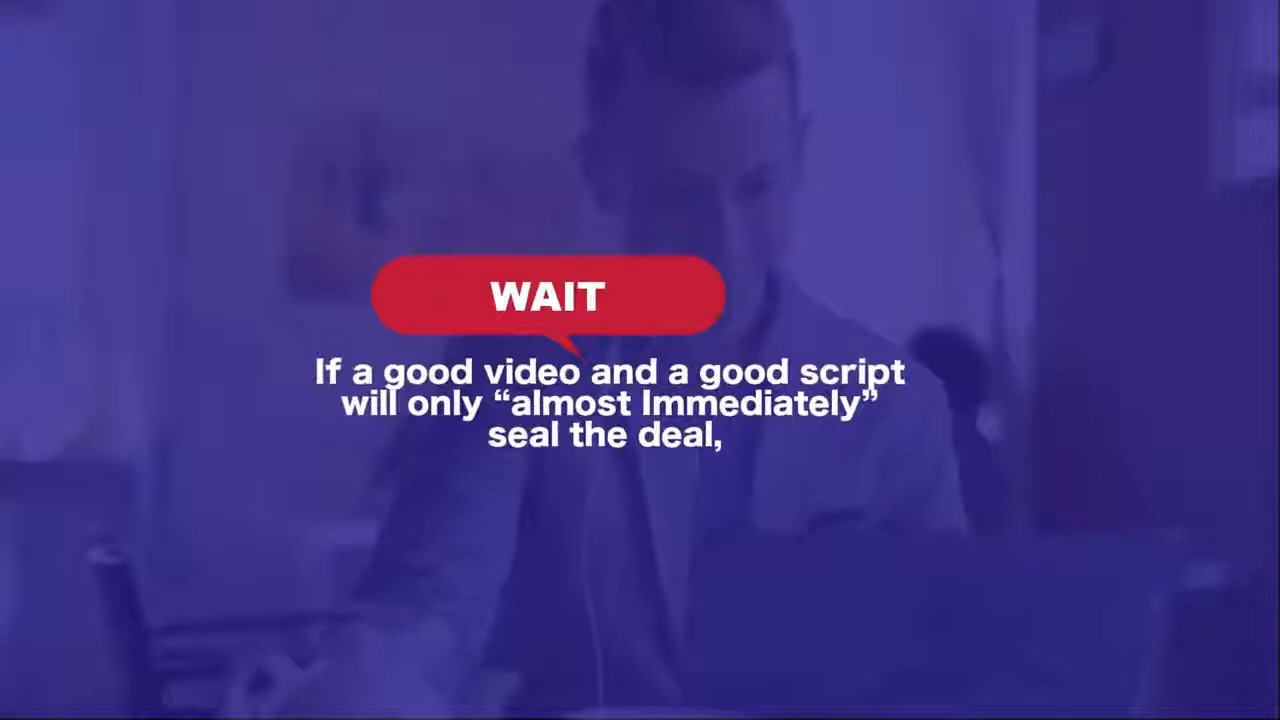 WAIT
If a good video and a good script
will only “almost Immediately”
seal the deal,